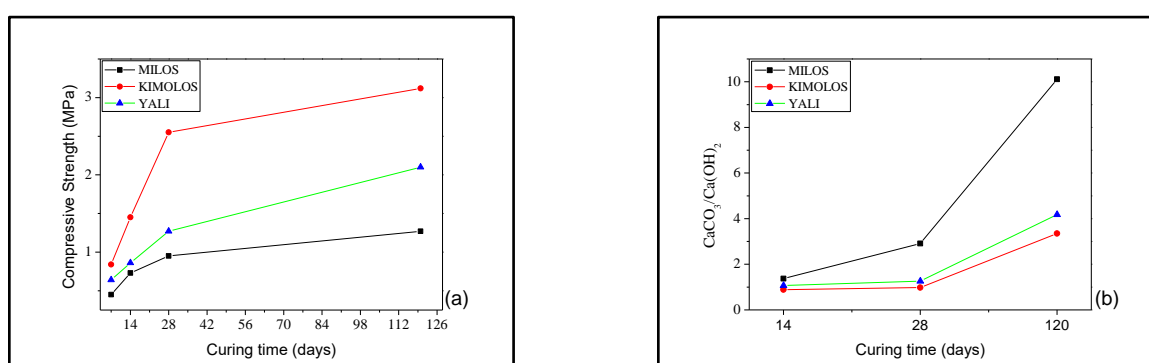 MILOS
KIMOLOS
YALI
3
2
1
Compressive Strength (MPa)
14 28 42 56 70 84 98 112 126
Curing time (days)
(a)
MILOS
KIMOLOS
YALI
10
8
6
4
2
0
CaCO3/Ca(OH)2
14 28 120
Curing time (days)
(b)